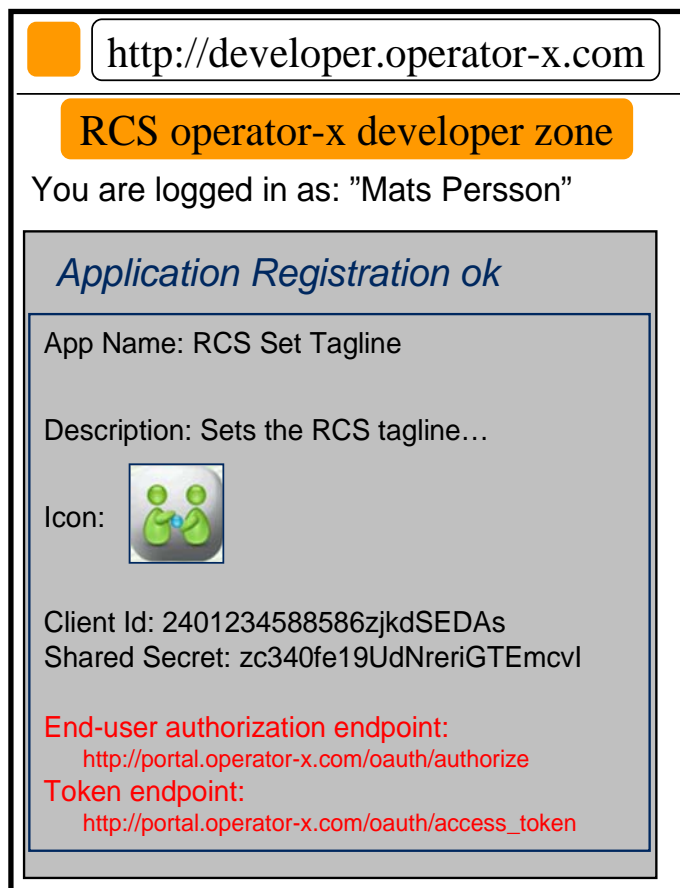 http://developer.operator-x.com
RCS operator-x developer zone
You are logged in as: ”Mats Persson”
Application Registration ok
App Name: RCS Set Tagline
Description: Sets the RCS tagline…
Icon:
Client Id: 2401234588586zjkdSEDAs
Shared Secret: zc340fe19UdNreriGTEmcvI
End-user authorization endpoint:
http://portal.operator-x.com/oauth/authorize
Token endpoint:
http://portal.operator-x.com/oauth/access_token